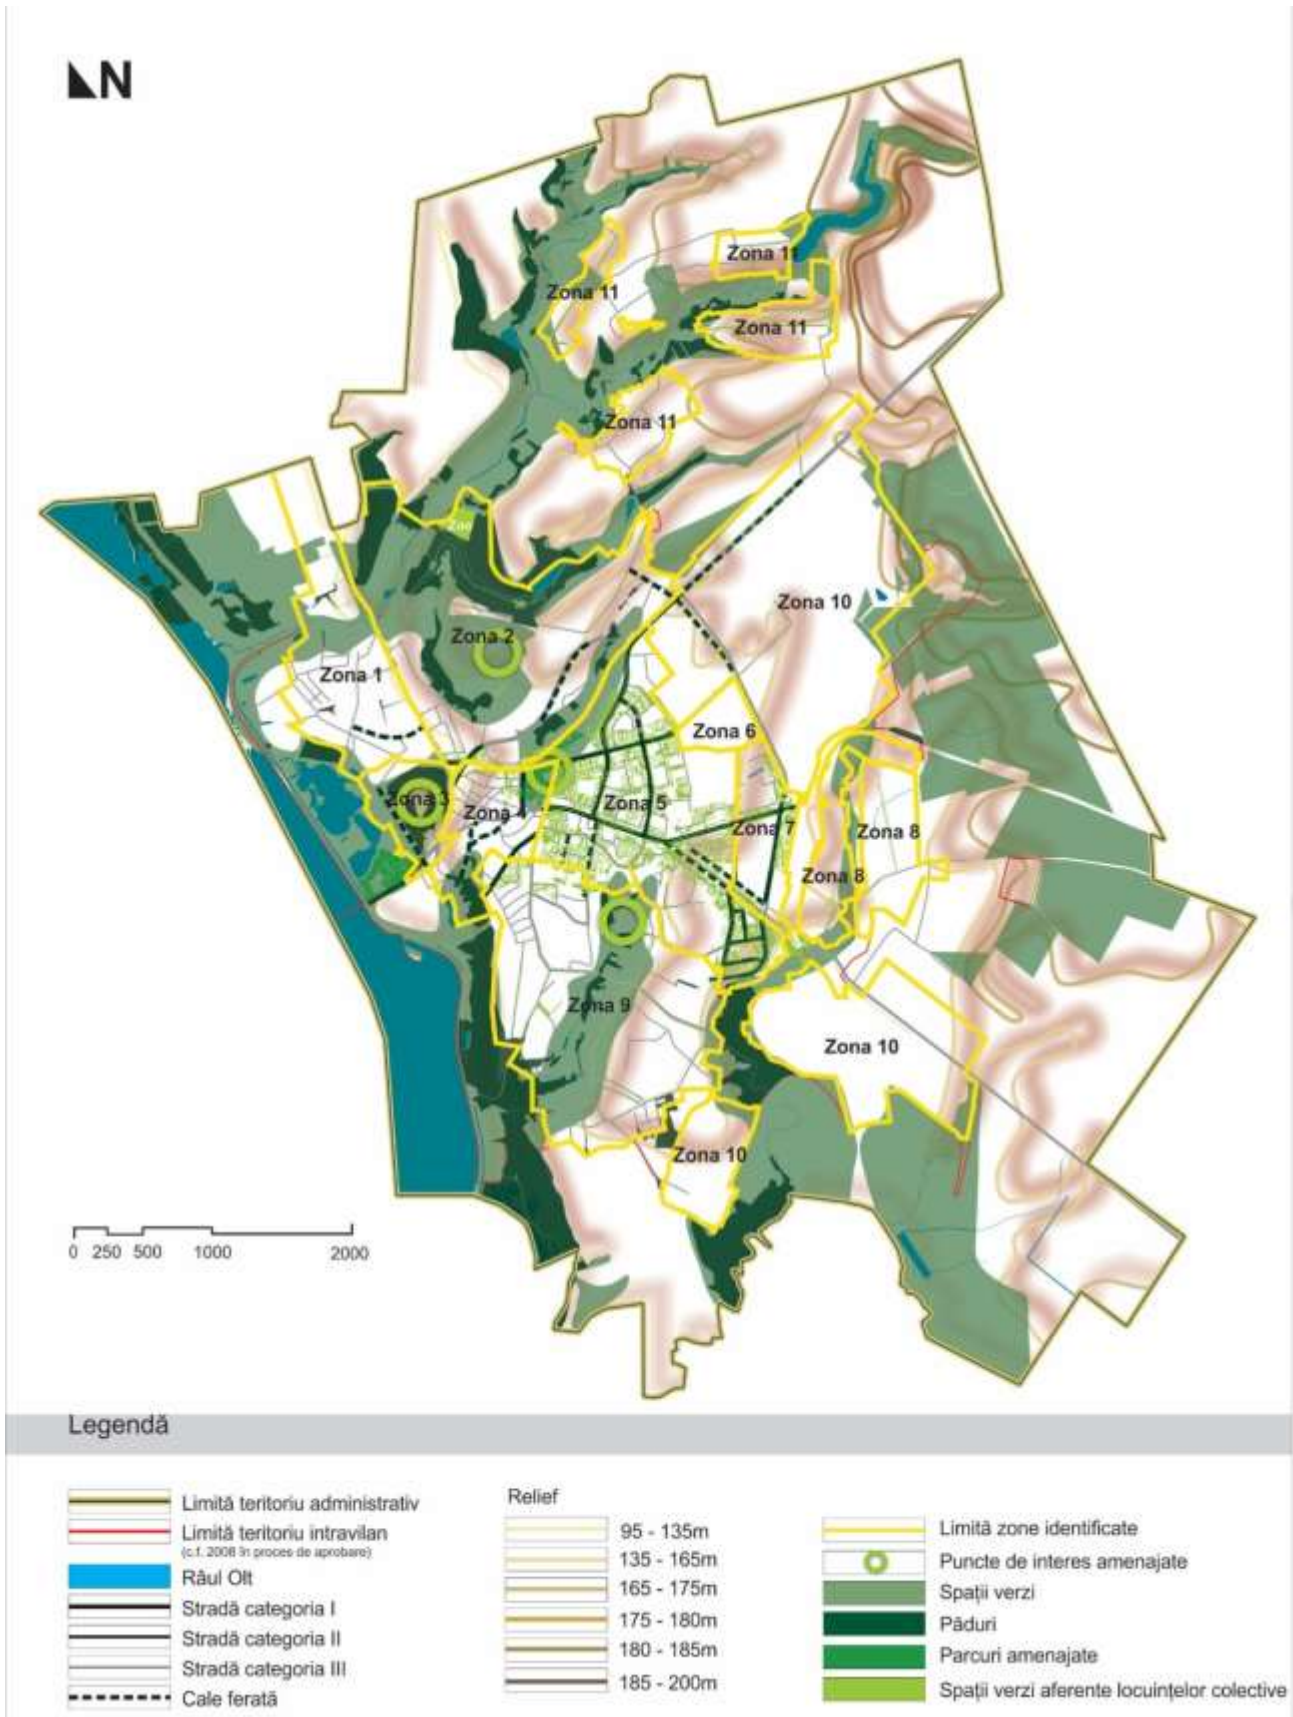 N
Zona 11
Zona 11
Zona 11
Zona 11
Zoo
Zona 10
Zona 2
Zona 1
Zona 6
Zona 3
Zona 5
Zona 4
Zona 7
Zona 8
Zona 8
Zona 9
Zona 10
Zona 10
0 250 500 1000 2000
Legendă
Limită teritoriu administrativ
Limită teritoriu intravilan
(c.f. 2008 în proces de aprobare)
Râul Olt
Stradă categoria I
Stradă categoria II
Stradă categoria III
Cale ferată
Relief
95 - 135m
135 - 165m
165 - 175m
175 - 180m
180 - 185m
185 - 200m
Limită zone identificate
Puncte de interes amenajate
Spații verzi
Păduri
Parcuri amenajate
Spații verzi aferente locuințelor colective